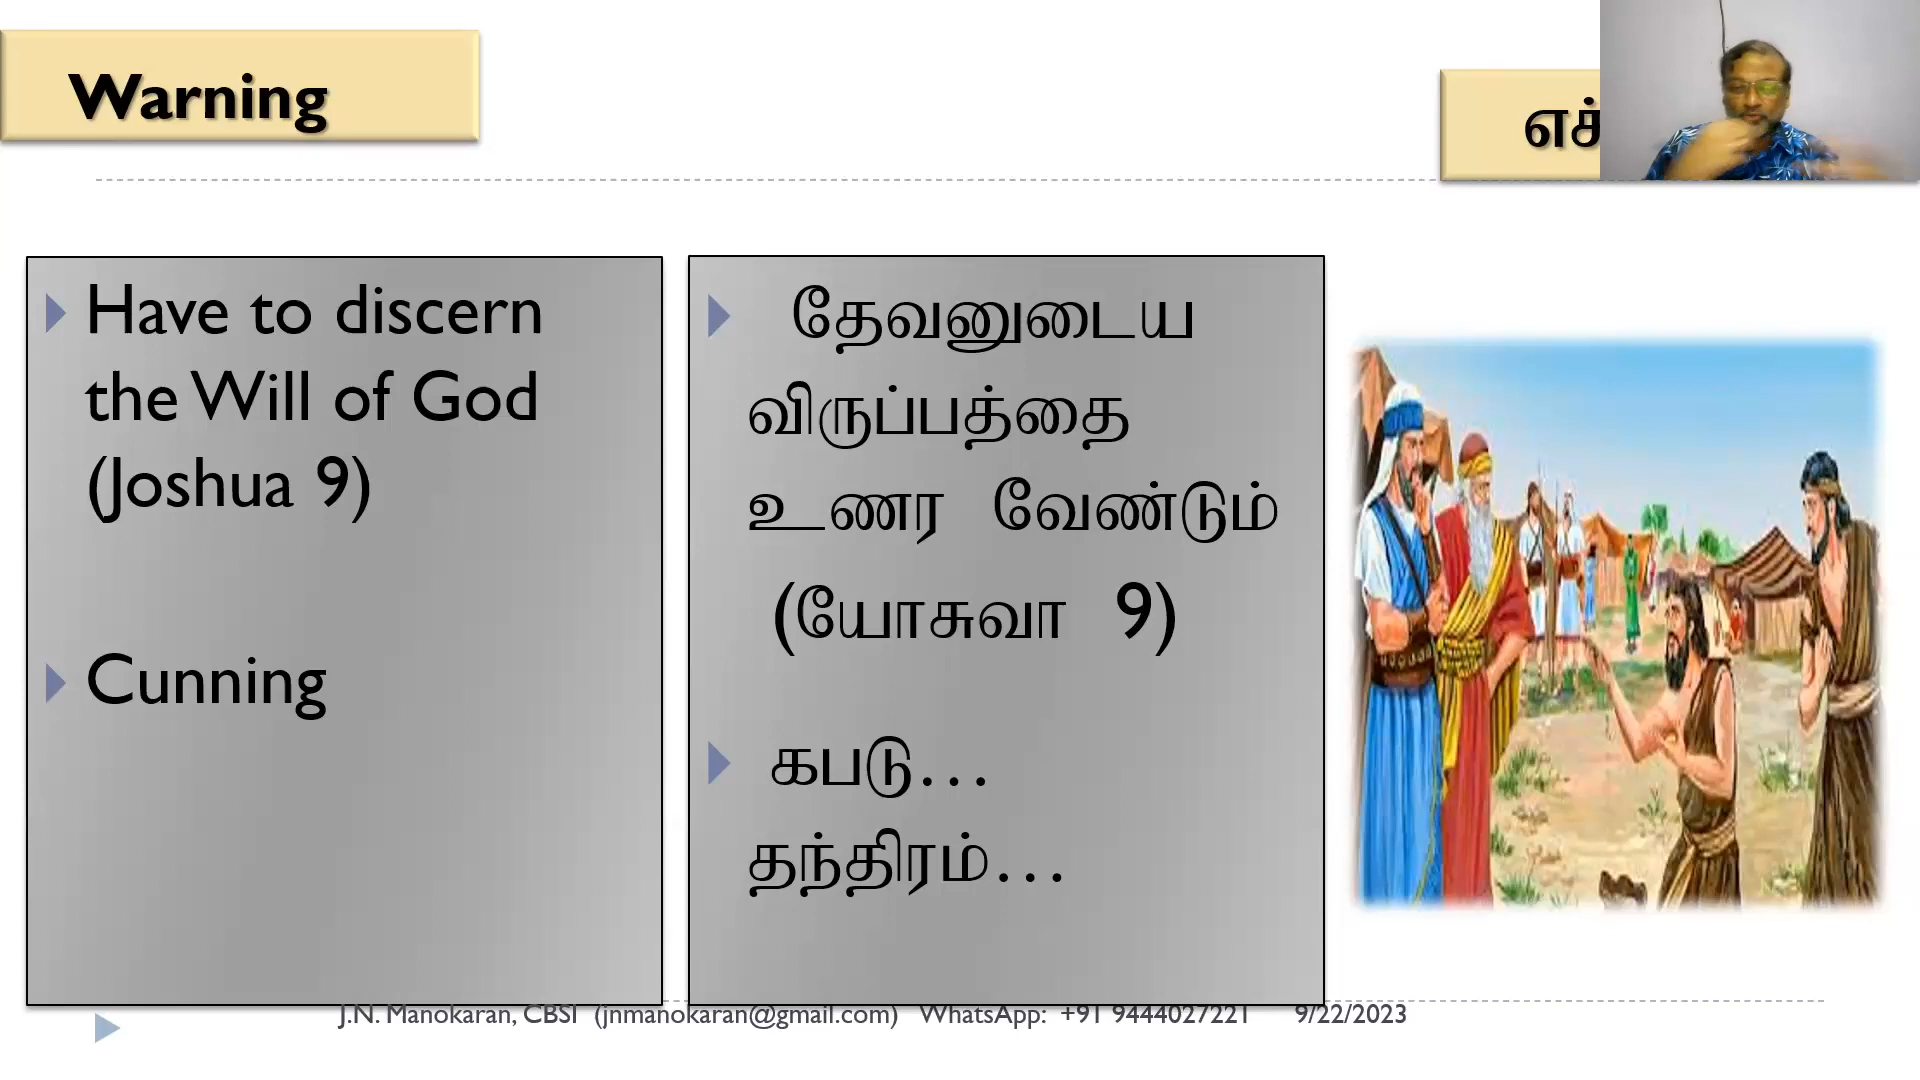 Warning
Have to discern
the Will of God
(Joshua 9)
Cunning
தேவனுடைய
விருப்பத்தை
உணர வேண்டும்
(யோசுவா 9)
கபடு...
தந்திரம்...
J.N. Manokaran, CBSI (jnmanokaran@gmail.com) WhatsApp: +91 9444027221 9/22/2023